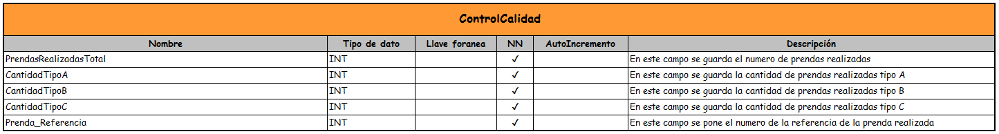 ControlCalidad
Nombre Tipo de dato Llave foranea NN AutoIncremento Descripción
PrendasRealizadasTotal INT ✓ En este campo se guarda el numero de prendas realizadas
CantidadTipoA INT ✓ En este campo se guarda la cantidad de prendas realizadas tipo A
CantidadTipoB INT ✓ En este campo se guarda la cantidad de prendas realizadas tipo B
CantidadTipoC INT ✓ En este campo se guarda la cantidad de prendas realizadas tipo C
Prenda_Referencia INT ✓ En este campo se pone el numero de la referencia de la prenda realizada